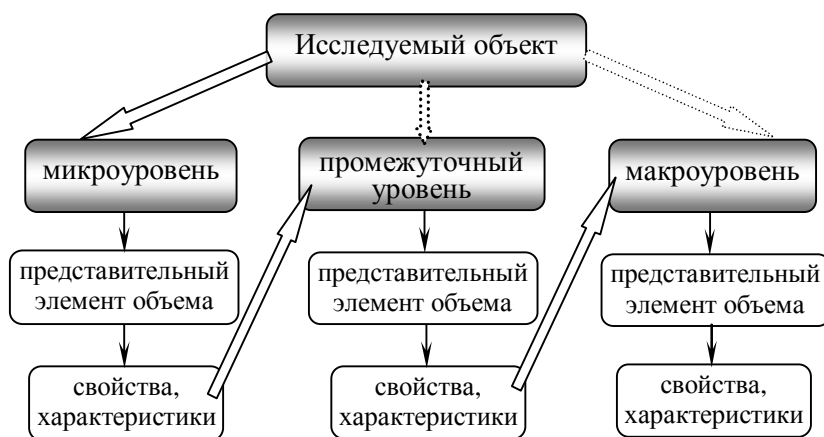 Исследуемый объект
микроуровень
промежуточный
уровень
макроуровень
представительный
элемент объема
представительный
элемент объема
представительный
элемент объема
свойства,
характеристики
свойства,
характеристики
свойства,
характеристики